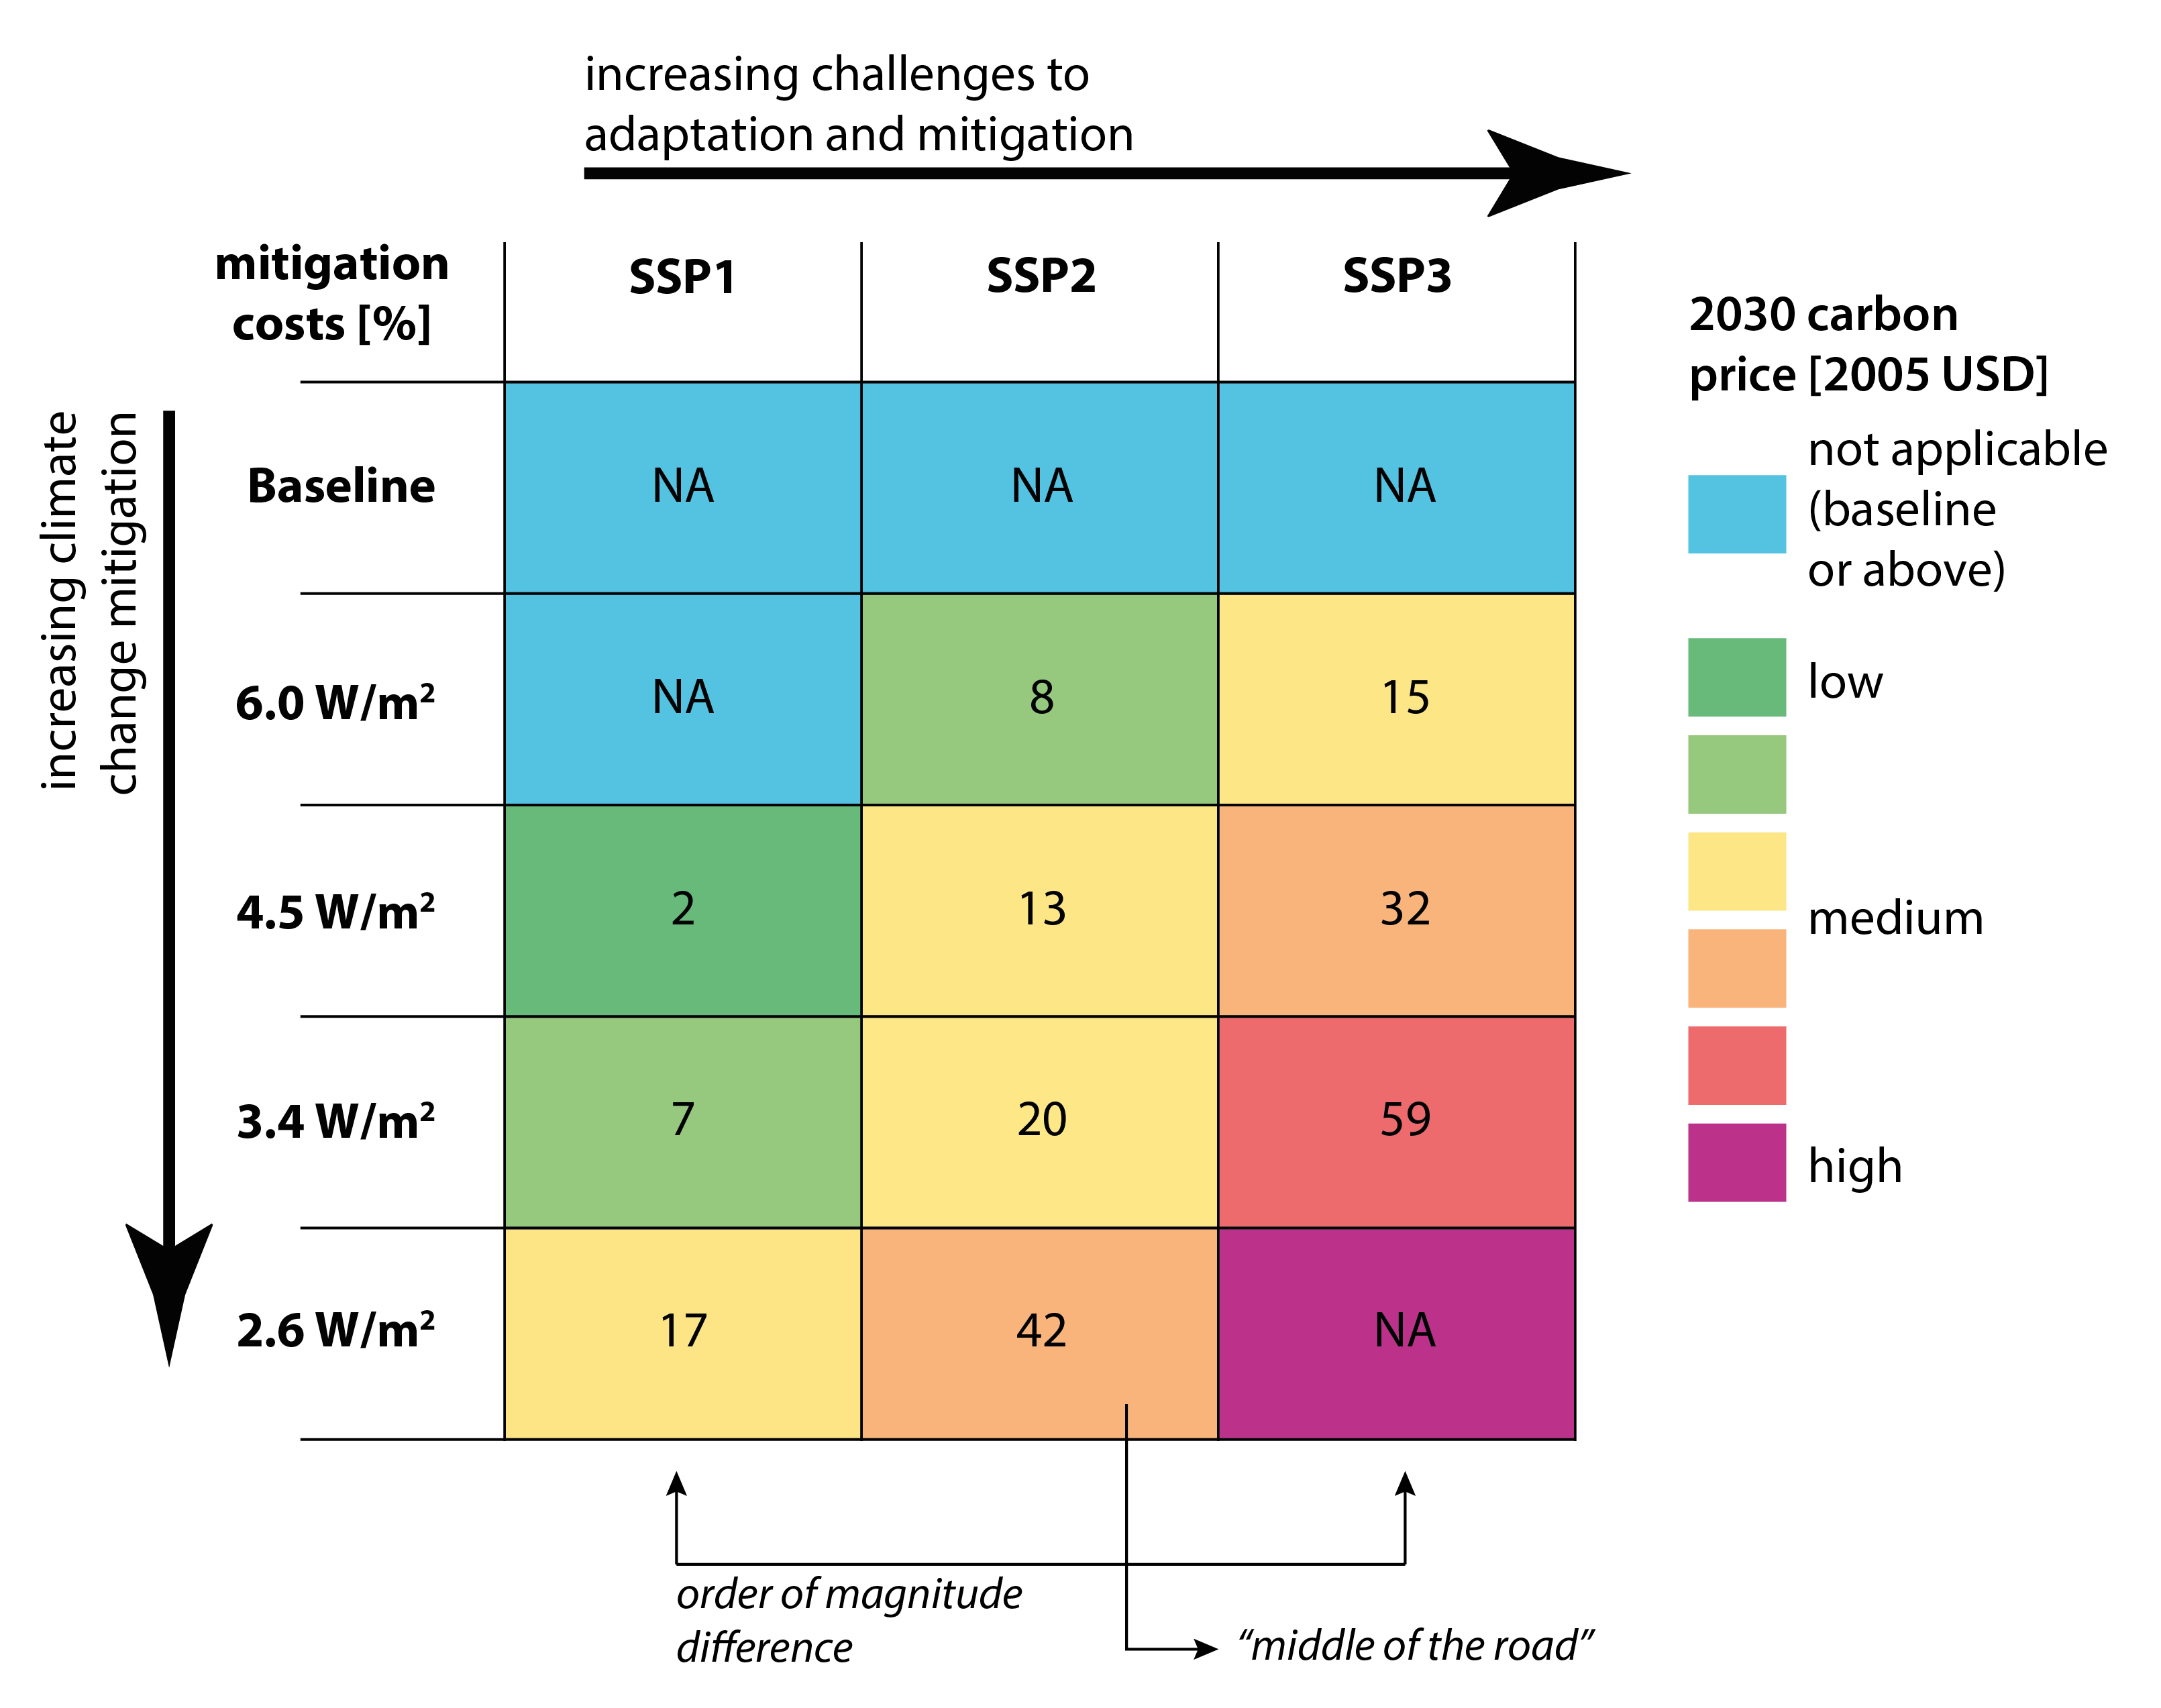 increasing challenges to
adaptation and mitigation
mitigation
costs [%]
SSP1
SSP2
SSP3
increasing climate
change mitigation
Baseline
NA
NA
NA
6.0 W/m²
NA
8
15
4.5 W/m²
2
13
32
3.4 W/m²
7
20
59
2.6 W/m²
17
42
NA
2030 carbon
price [2005 USD]
not applicable
(baseline
or above)
low
medium
high
order of magnitude
difference
“middle of the road”